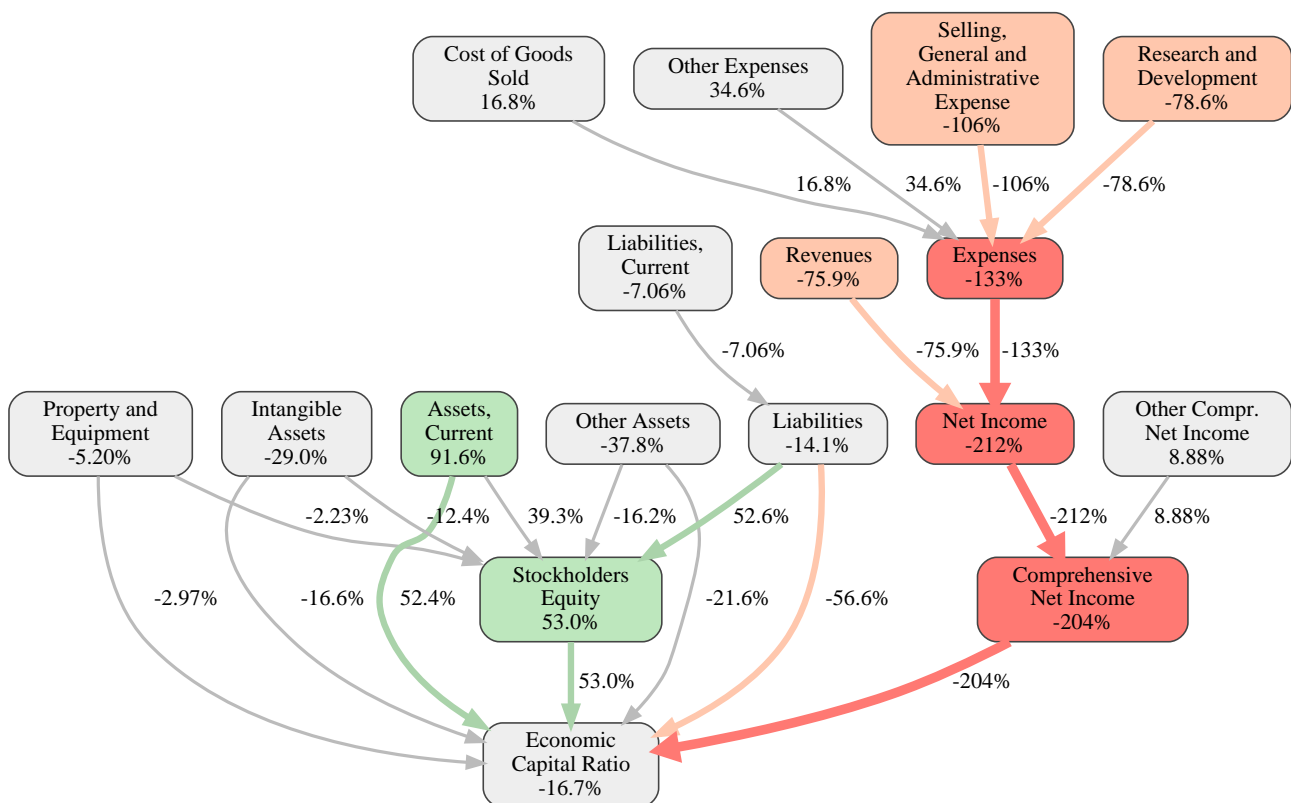 Cost of Goods
Sold
16.8%
Other Expenses
34.6%
Selling,
General and
Administrative
Expense
-106%
Research and
Development
-78.6%
16.8%
34.6%
-106%
-78.6%
Liabilities,
Current
-7.06%
Revenues
-75.9%
Expenses
-133%
-7.06%
-75.9%
-133%
Property and
Equipment
-5.20%
Intangible
Assets
-29.0%
Assets,
Current
91.6%
Other Assets
-37.8%
Liabilities
-14.1%
Net Income
-212%
Other Compr.
Net Income
8.88%
-2.23%
-12.4%
39.3%
-16.2%
52.6%
-212%
8.88%
Stockholders
Equity
53.0%
Comprehensive
Net Income
-204%
-2.97%
-16.6%
52.4%
-21.6%
-56.6%
53.0%
-204%
Economic
Capital Ratio
-16.7%